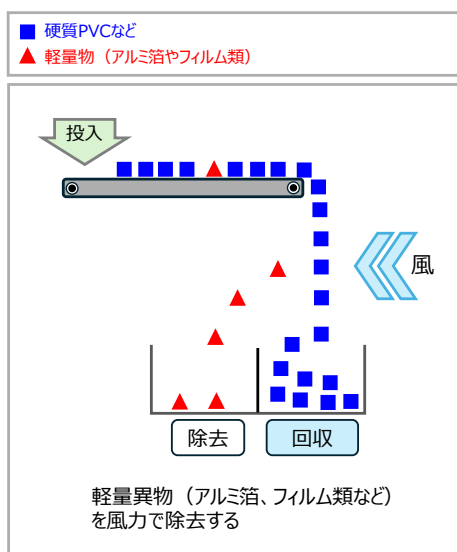 硬質PVCなど
軽量物（アルミ箔やフィルム類）
投入
風
除去
回収
軽量異物（アルミ箔、フィルム類など）
を風力で除去する